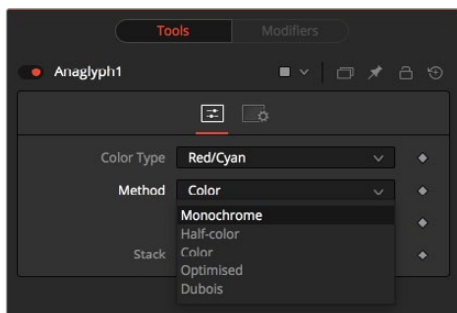 Tools Modifiers
Anaglyph1
Color Type Red/Cyan
Method Color
Monochrome
Half-color
Stack Color
Optimised
Dubois